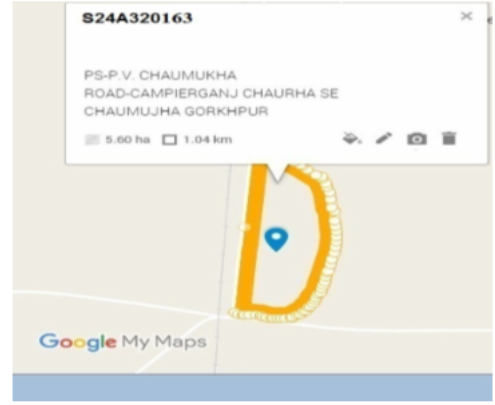 S24A320163
PS-P.V. CHAUMUKHA
ROAD-CAMPIERGANJ CHAURHA SE
CHAUMUJHA GORKHPUR
5.60 ha 1.04 km
Google My Maps